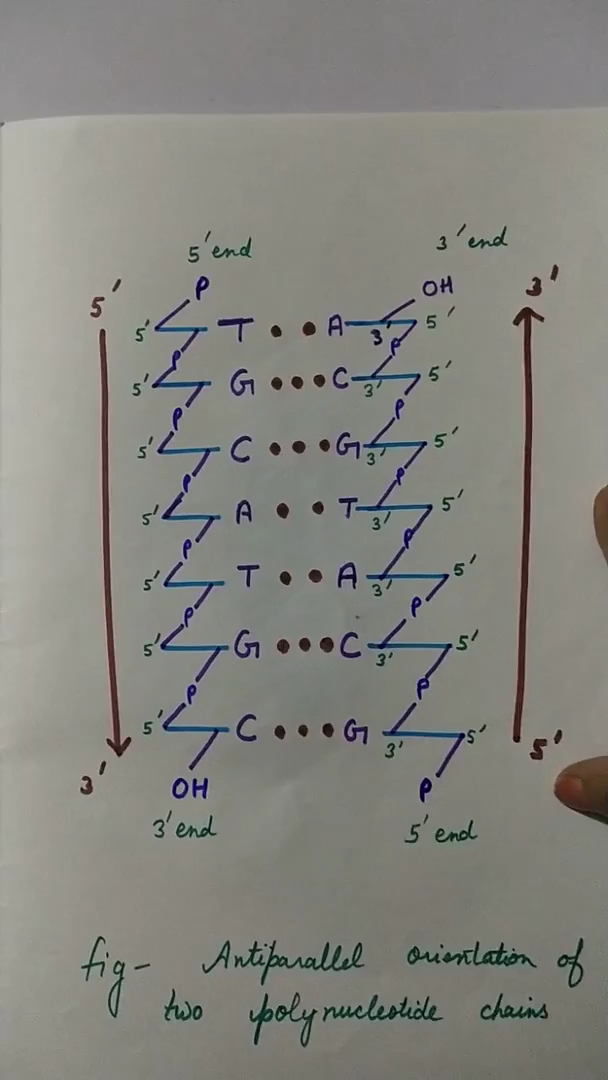 5'end 3'end
P OH
5' 3'
5' T • • A 3' 5'
P P
5' G • • • C 3' 5'
P P
5' C • • • G 3' 5'
P P
5' A • • T 3' 5'
P P
5' T • • A 3' 5'
P P
5' G • • • C 3' 5'
P P
5' C • • • G 3' 5'
3' OH P 5'
3'end 5'end
fig- Antiparallel orientation of
two polynucleotide chains